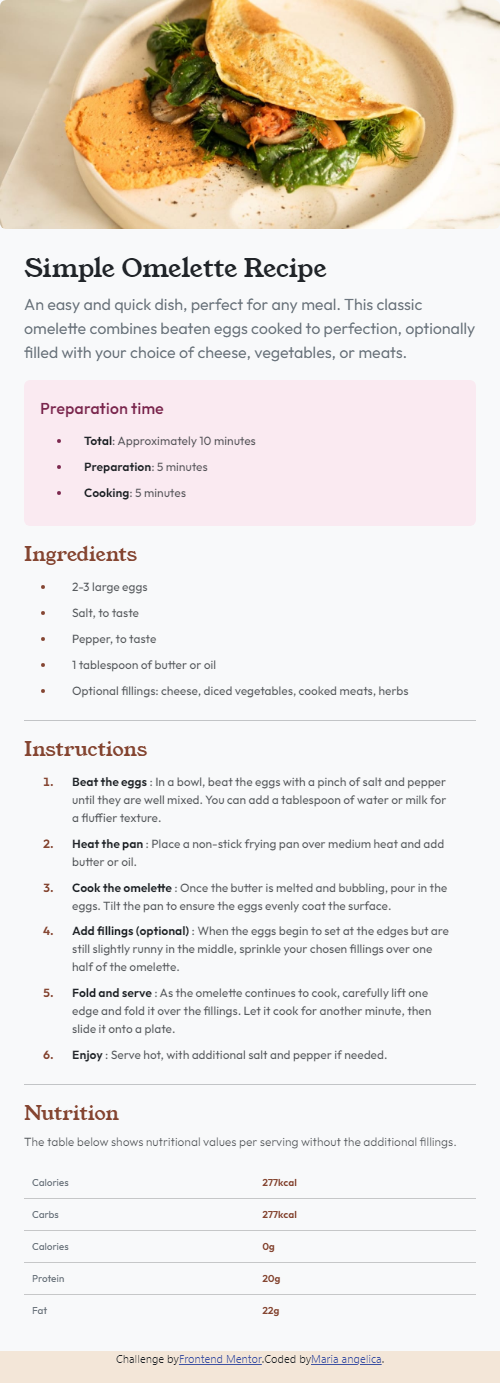 Simple Omelette Recipe
An easy and quick dish, perfect for any meal. This classic
omelette combines beaten eggs cooked to perfection, optionally
filled with your choice of cheese, vegetables, or meats.
Preparation time
• Total: Approximately 10 minutes
• Preparation: 5 minutes
• Cooking: 5 minutes
Ingredients
• 2-3 large eggs
• Salt, to taste
• Pepper, to taste
• 1 tablespoon of butter or oil
• Optional fillings: cheese, diced vegetables, cooked meats, herbs
Instructions
1. Beat the eggs : In a bowl, beat the eggs with a pinch of salt and pepper
until they are well mixed. You can add a tablespoon of water or milk for
a fluffier texture.
2. Heat the pan : Place a non-stick frying pan over medium heat and add
butter or oil.
3. Cook the omelette : Once the butter is melted and bubbling, pour in the
eggs. Tilt the pan to ensure the eggs evenly coat the surface.
4. Add fillings (optional) : When the eggs begin to set at the edges but are
still slightly runny in the middle, sprinkle your chosen fillings over one
half of the omelette.
5. Fold and serve : As the omelette continues to cook, carefully lift one
edge and fold it over the fillings. Let it cook for another minute, then
slide it onto a plate.
6. Enjoy : Serve hot, with additional salt and pepper if needed.
Nutrition
The table below shows nutritional values per serving without the additional fillings.
Calories 277kcal
Carbs 277kcal
Calories 0g
Protein 20g
Fat 22g
Challenge byFrontend Mentor.Coded byMaria angelica.